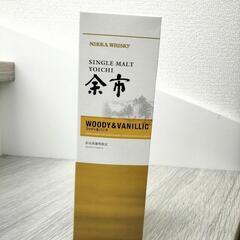 NIKKA WHISKY
SINGLE MALT
YOICHI
余市
WOODY&VANILLIC